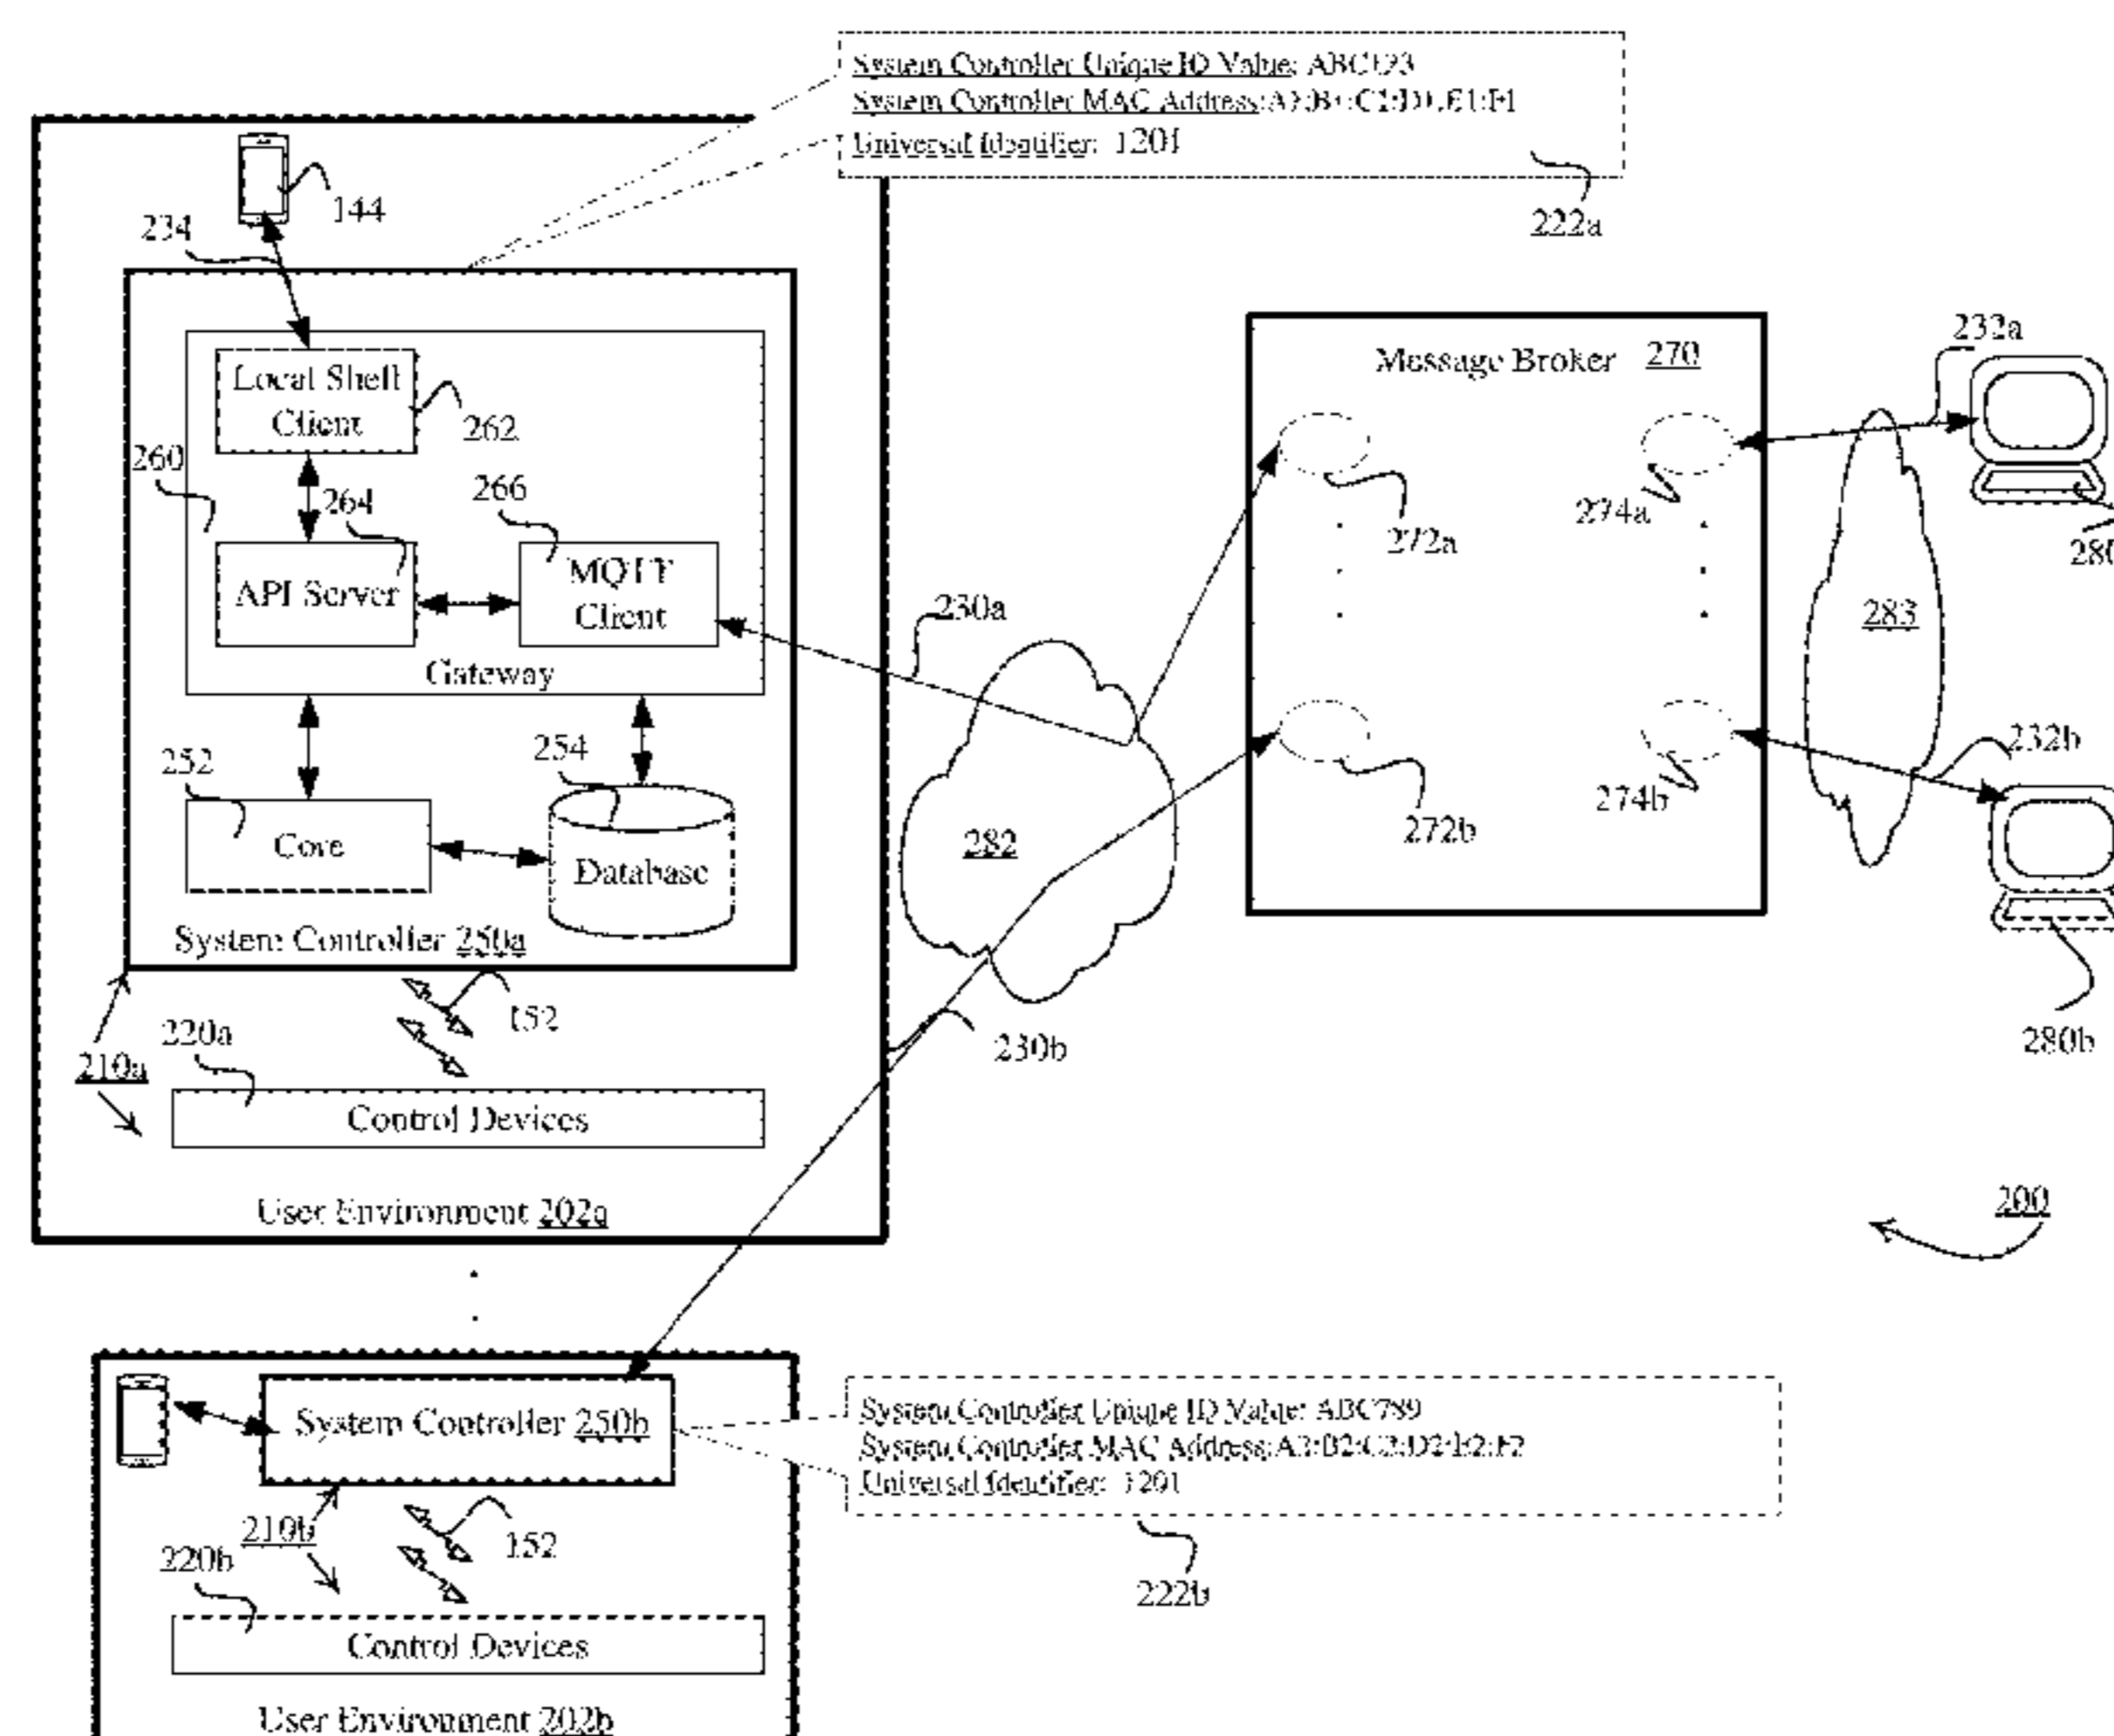 System Controller Unique ID Value: ABC123
System Controller MAC Address:A1:B1:C1:D1:E1:F1
Universal Identifier: 1201
222a
144
234
Local Shell
Client
262
260
264
266
API Server
MQTT
Client
Gateway
252
254
Core
Database
System Controller 250a
152
220a
210a
Control Devices
User Environment 202a
230a
282
230b
Message Broker 270
272a
274a
272b
274b
232a
283
232b
280b
200
System Controller 250b
System Controller Unique ID Value: ABC789
System Controller MAC Address:A2:B2:C2:D2:E2:F2
Universal Identifier: 1201
222b
210b
152
220b
Control Devices
User Environment 202b